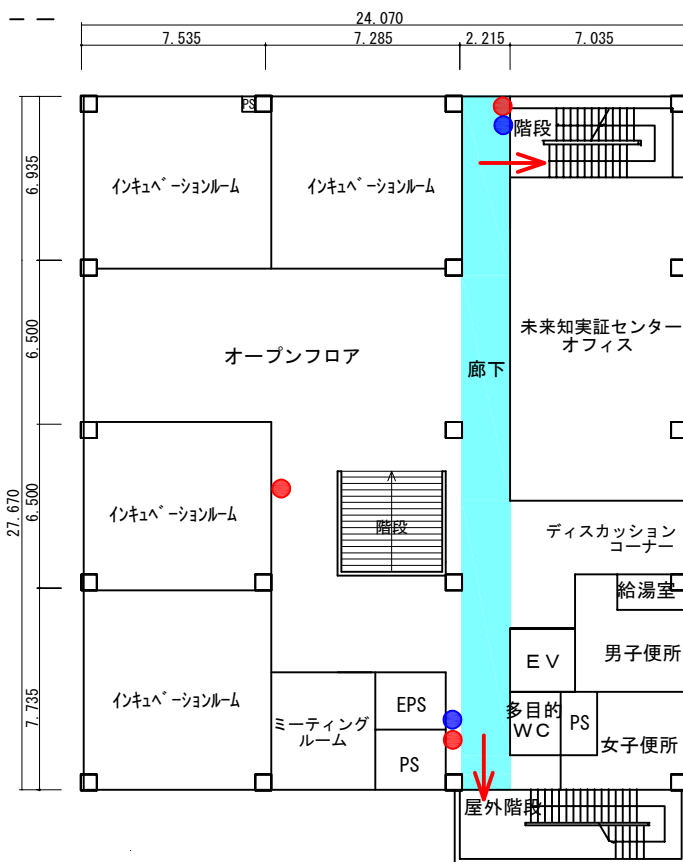 24.070
7.535
7.285
2.215
7.035
PS
階段
6.935
インキュベーションルーム
インキュベーションルーム
6.500
未来知実証センター
オフィス
オープンフロア
廊下
27.670
6.500
インキュベーションルーム
階段
ディスカッション
コーナー
給湯室
男子便所
EV
7.735
インキュベーションルーム
ミーティング
ルーム
EPS
PS
多目的
WC
PS
女子便所
屋外階段